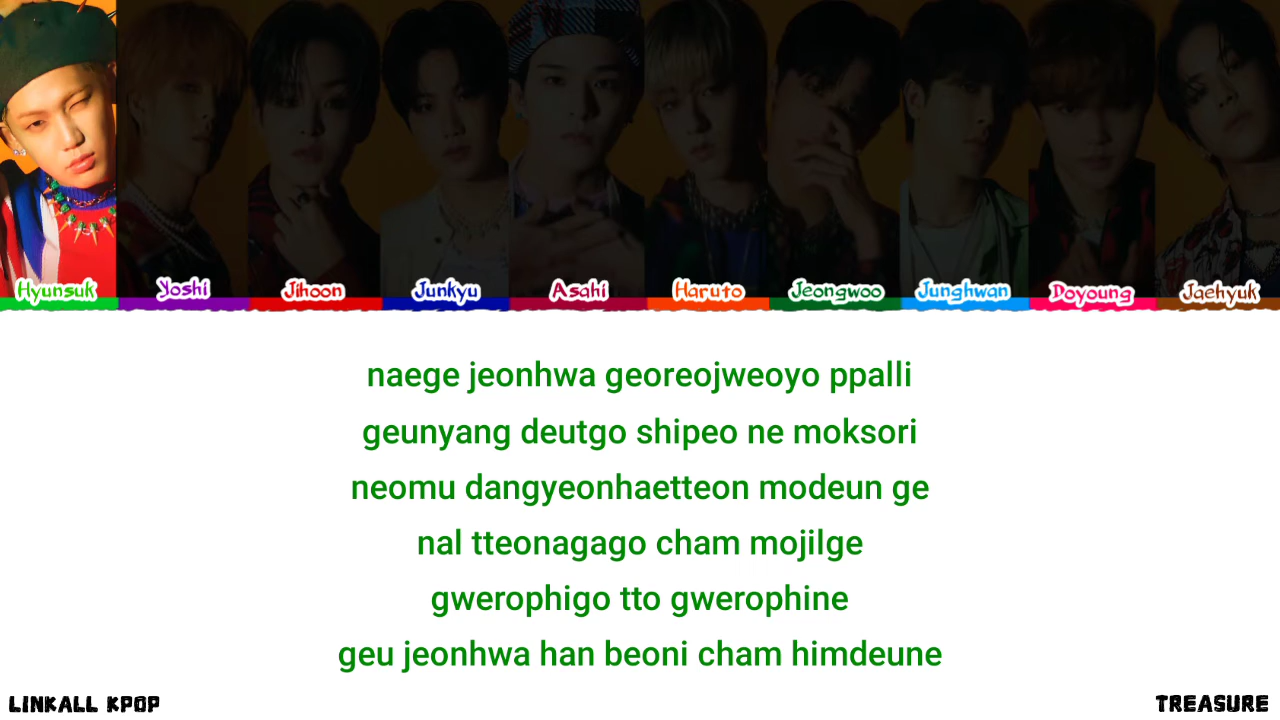 Hyunsuk Yoshi Jihoon Junkyu Asahi Haruto Jeongwoo Junghwan Doyoung Jaehyuk
naege jeonhwa georeojweoyo ppalli
geunyang deutgo shipeo ne moksori
neomu dangyeonhaetteon modeun ge
nal tteonagago cham mojilge
gwerophigo tto gwerophine
geu jeonhwa han beoni cham himdeune
LINKALL KPOP TREASURE